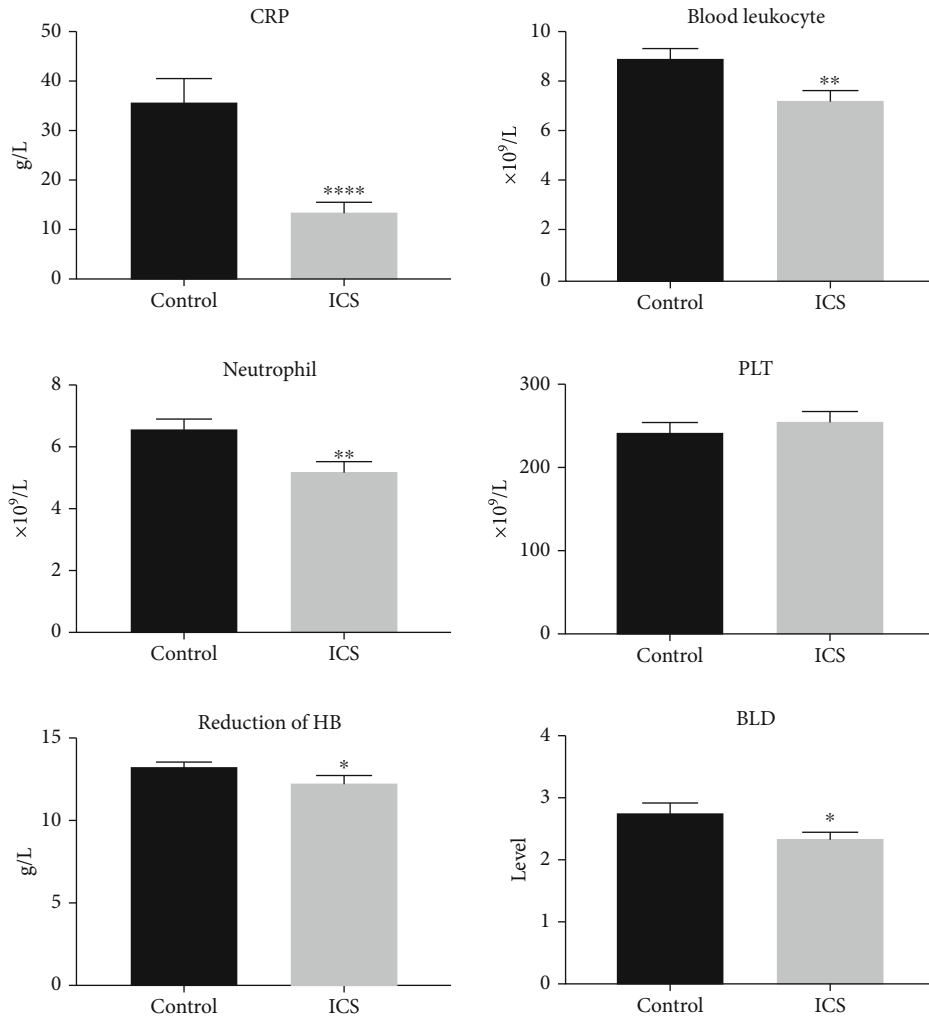 CRP
50
40
30
20
10
0
g/L
****
Control ICS
Blood leukocyte
10
8
6
4
2
0
×10⁹/L
**
Control ICS
Neutrophil
8
6
4
2
0
×10⁹/L
**
Control ICS
PLT
300
200
100
0
×10⁹/L
Control ICS
Reduction of HB
15
10
5
0
g/L
*
Control ICS
BLD
4
3
2
1
0
Level
*
Control ICS